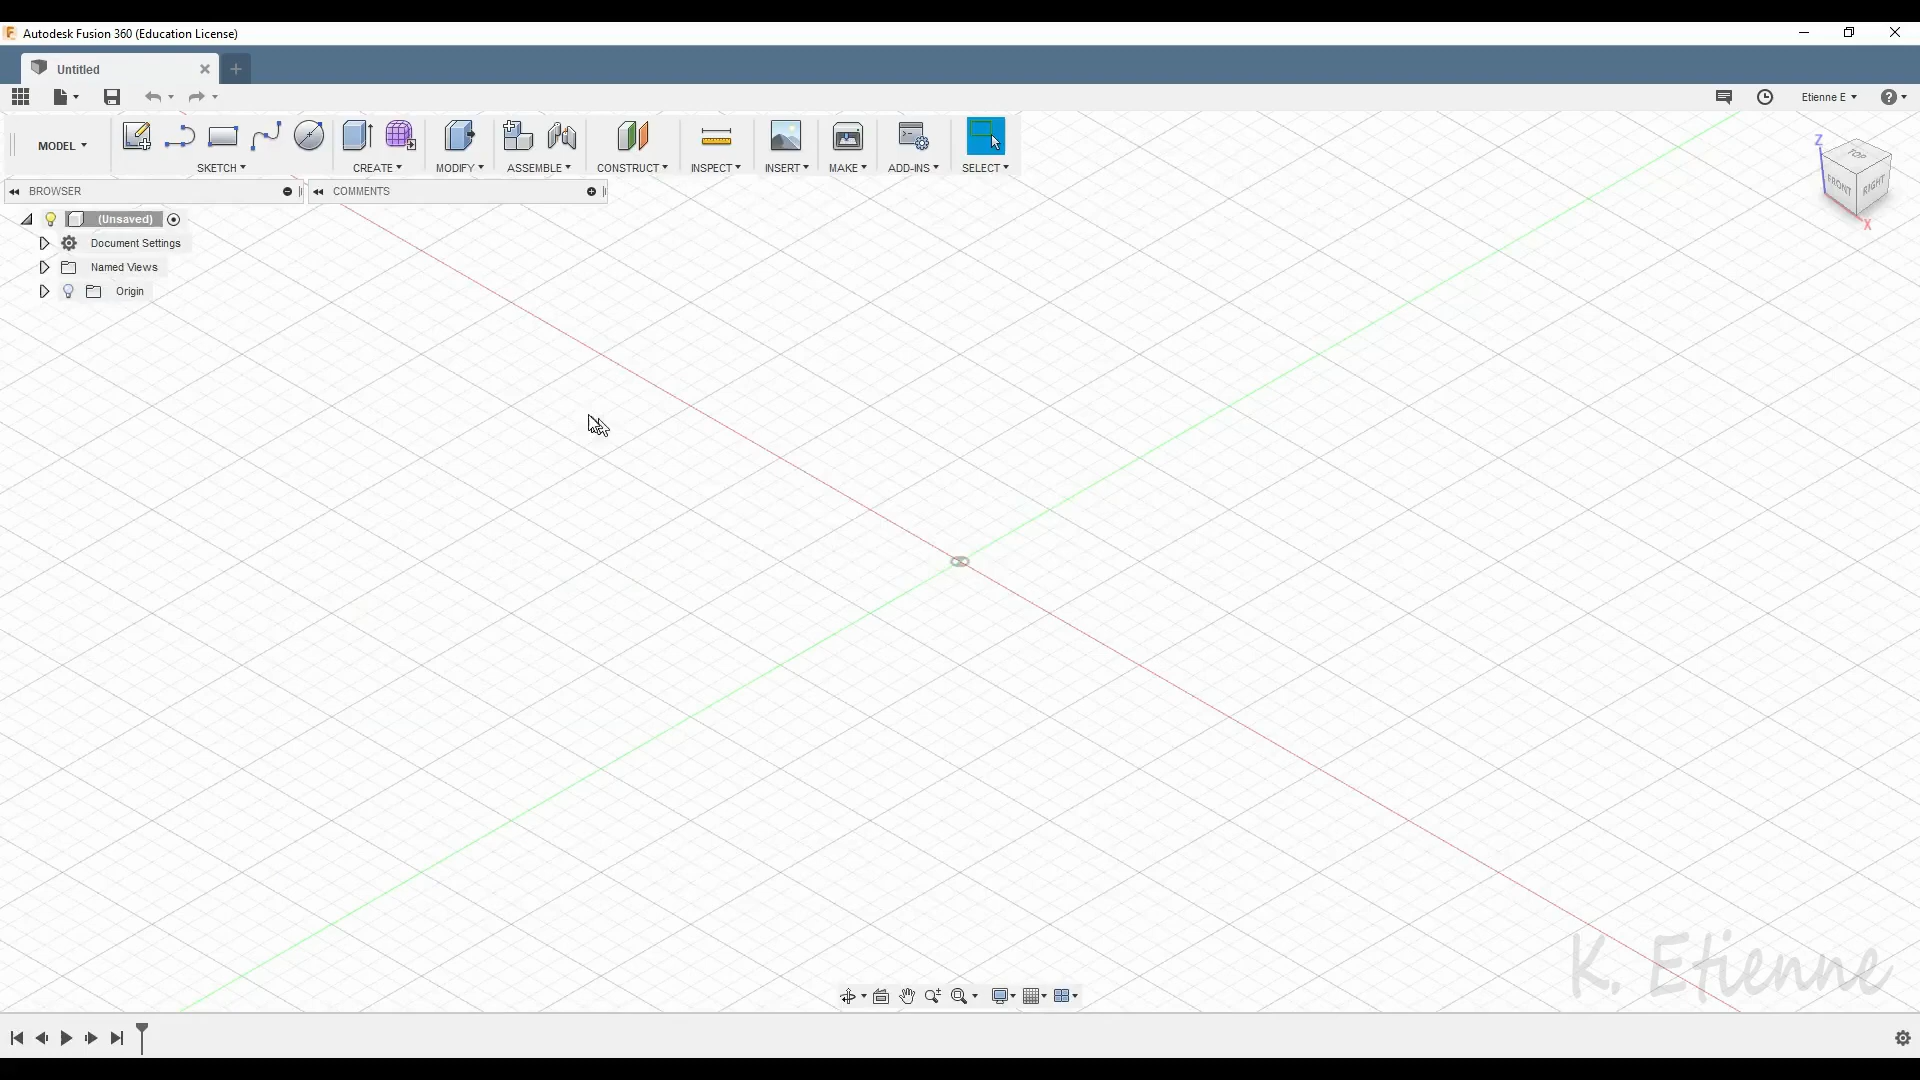 Autodesk Fusion 360 (Education License)
Untitled
Etienne E
MODEL
SKETCH
CREATE
MODIFY
ASSEMBLE
CONSTRUCT
INSPECT
INSERT
MAKE
ADD-INS
SELECT
BROWSER
COMMENTS
(Unsaved)
Document Settings
Named Views
Origin
Z
TOP
FRONT
RIGHT
X
K. Etienne